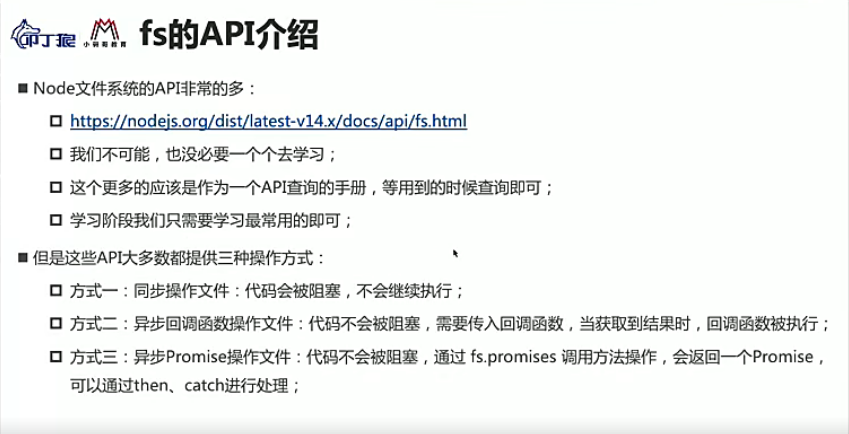 叩丁狼
小码哥教育
fs的API介绍
Node文件系统的API非常的多：
https://nodejs.org/dist/latest-v14.x/docs/api/fs.html
我们不可能，也没必要一个个去学习；
这个更多的应该是作为一个API查询的手册，等用到的时候查询即可；
学习阶段我们只需要学习最常用的即可；
但是这些API大多数都提供三种操作方式：
方式一：同步操作文件：代码会被阻塞，不会继续执行；
方式二：异步回调函数操作文件：代码不会被阻塞，需要传入回调函数，当获取到结果时，回调函数被执行；
方式三：异步Promise操作文件：代码不会被阻塞，通过 fs.promises 调用方法操作，会返回一个Promise，
可以通过then、catch进行处理；